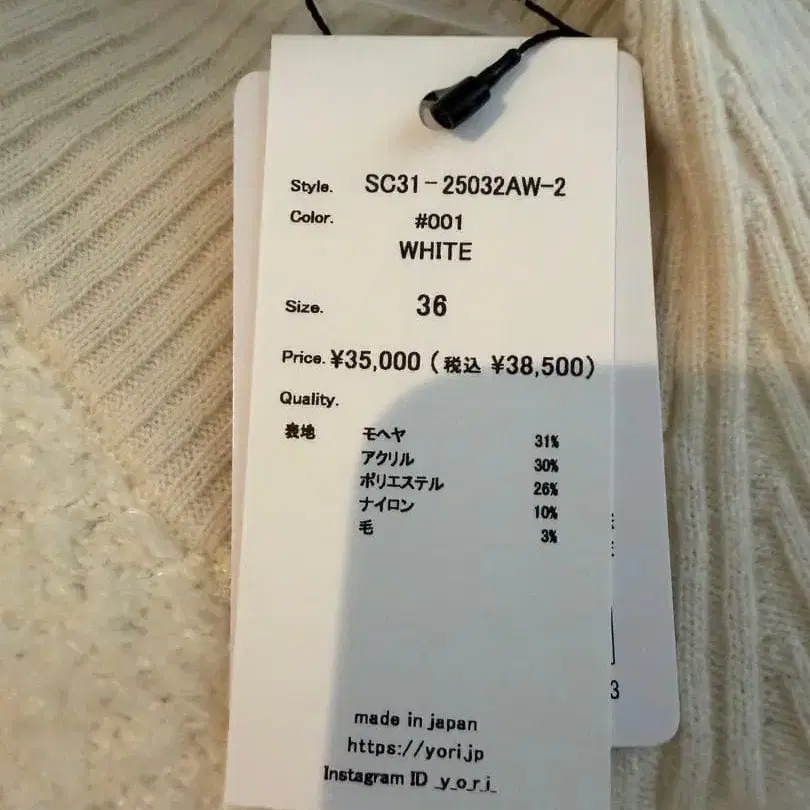 Style. SC31-25032AW-2
Color. #001
WHITE
Size. 36
Price. ¥35,000 (税込 ¥38,500)
Quality.
表地 モヘヤ 31%
アクリル 30%
ポリエステル 26%
ナイロン 10%
毛 3%
made in japan
https://yori.jp
Instagram ID _y_o_r_i_
3